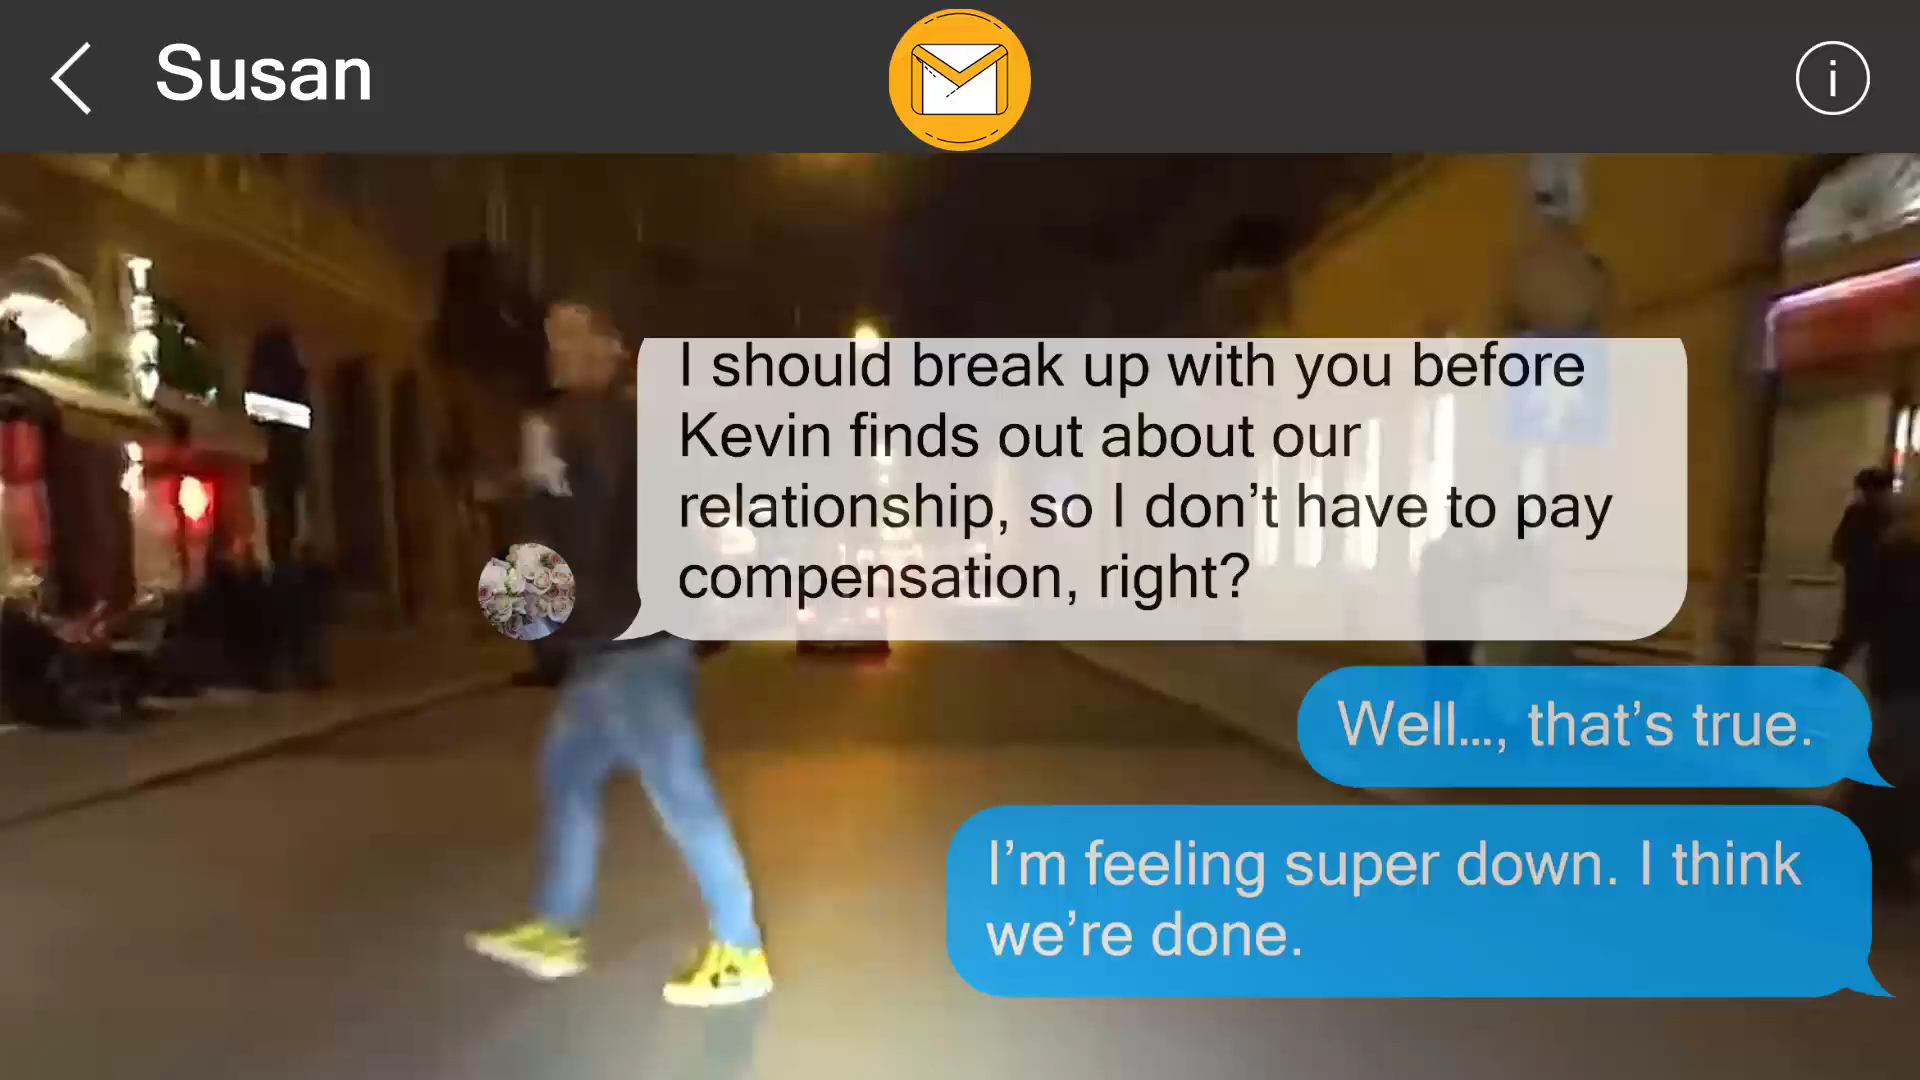 Susan
i
I should break up with you before
Kevin finds out about our
relationship, so I don’t have to pay
compensation, right?
Well…, that’s true.
I’m feeling super down. I think
we’re done.